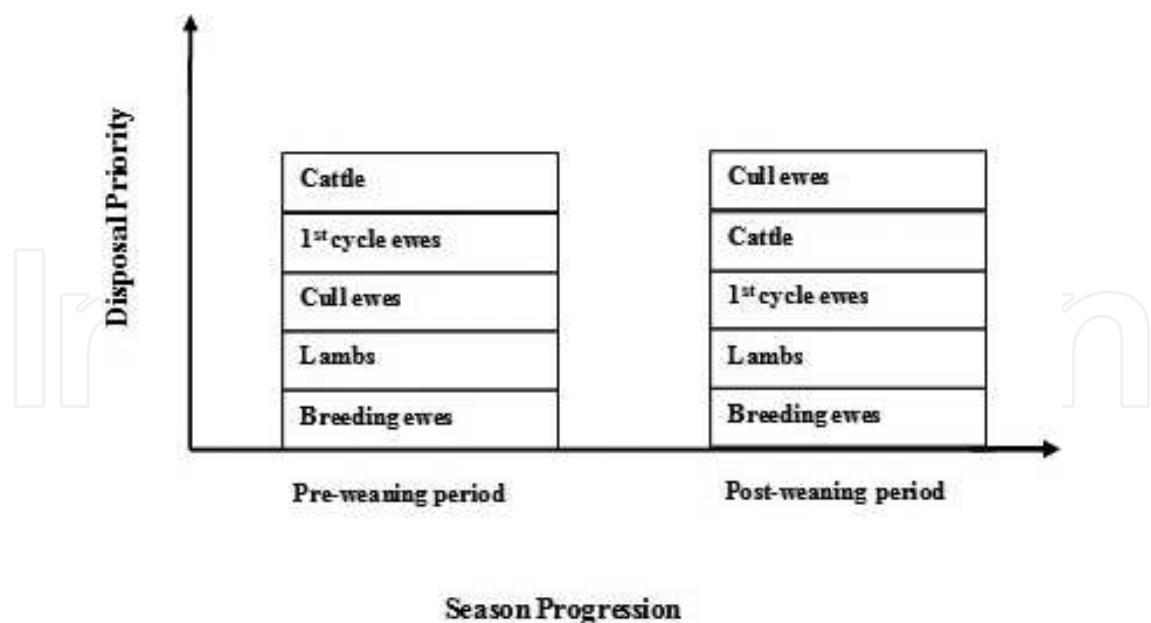 Disposal Priority
Cattle
1st cycle ewes
Cull ewes
Lambs
Breeding ewes
Cull ewes
Cattle
1st cycle ewes
Lambs
Breeding ewes
Pre-weaning period
Post-weaning period
Season Progression